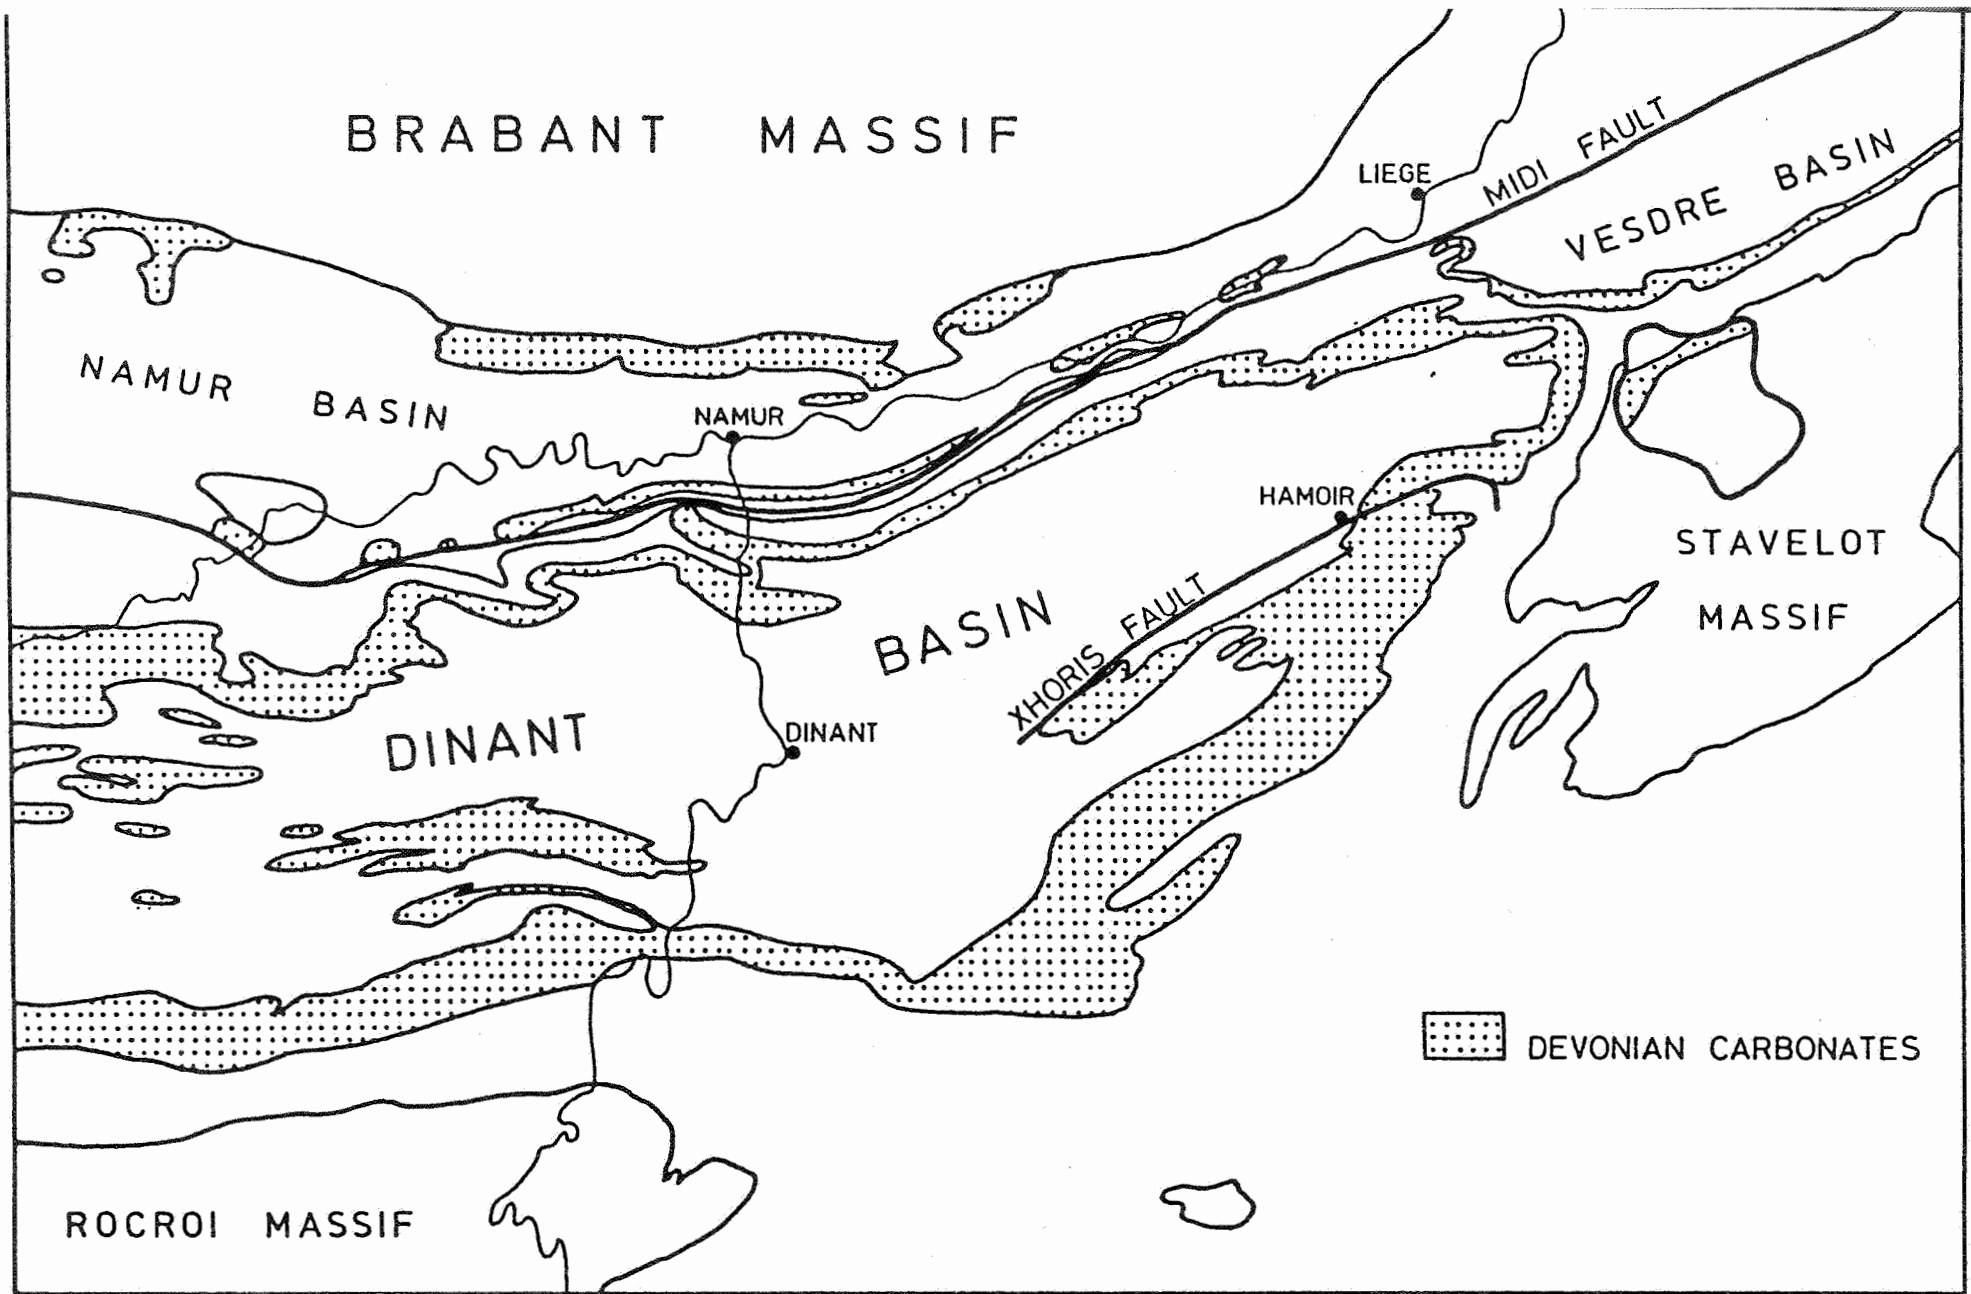 BRABANT MASSIF
LIEGE
MIDI FAULT
VESDRE BASIN
NAMUR BASIN
NAMUR
HAMOIR
STAVELOT
MASSIF
XHORIS FAULT
DINANT BASIN
DINANT
DEVONIAN CARBONATES
ROCROI MASSIF